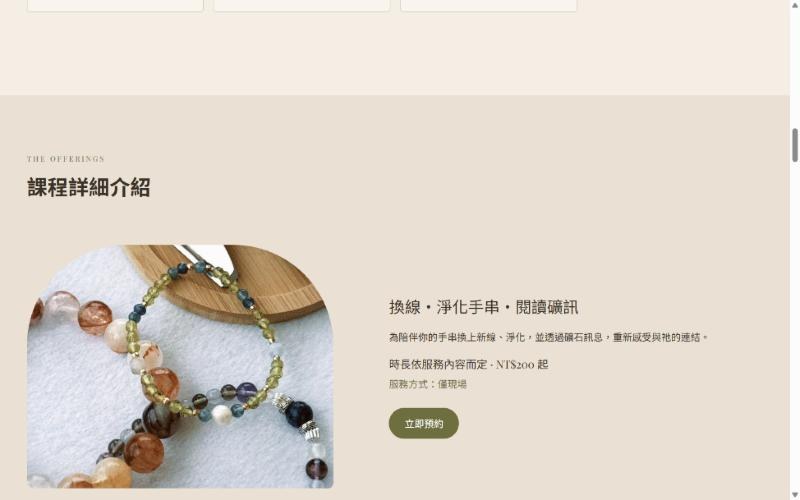 THE OFFERINGS
課程詳細介紹
換線・淨化手串・閱讀礦訊
為陪伴你的手串換上新線、淨化，並透過礦石訊息，重新感受與祂的連結。
時長依服務內容而定 · NT$200 起
服務方式：僅現場
立即預約